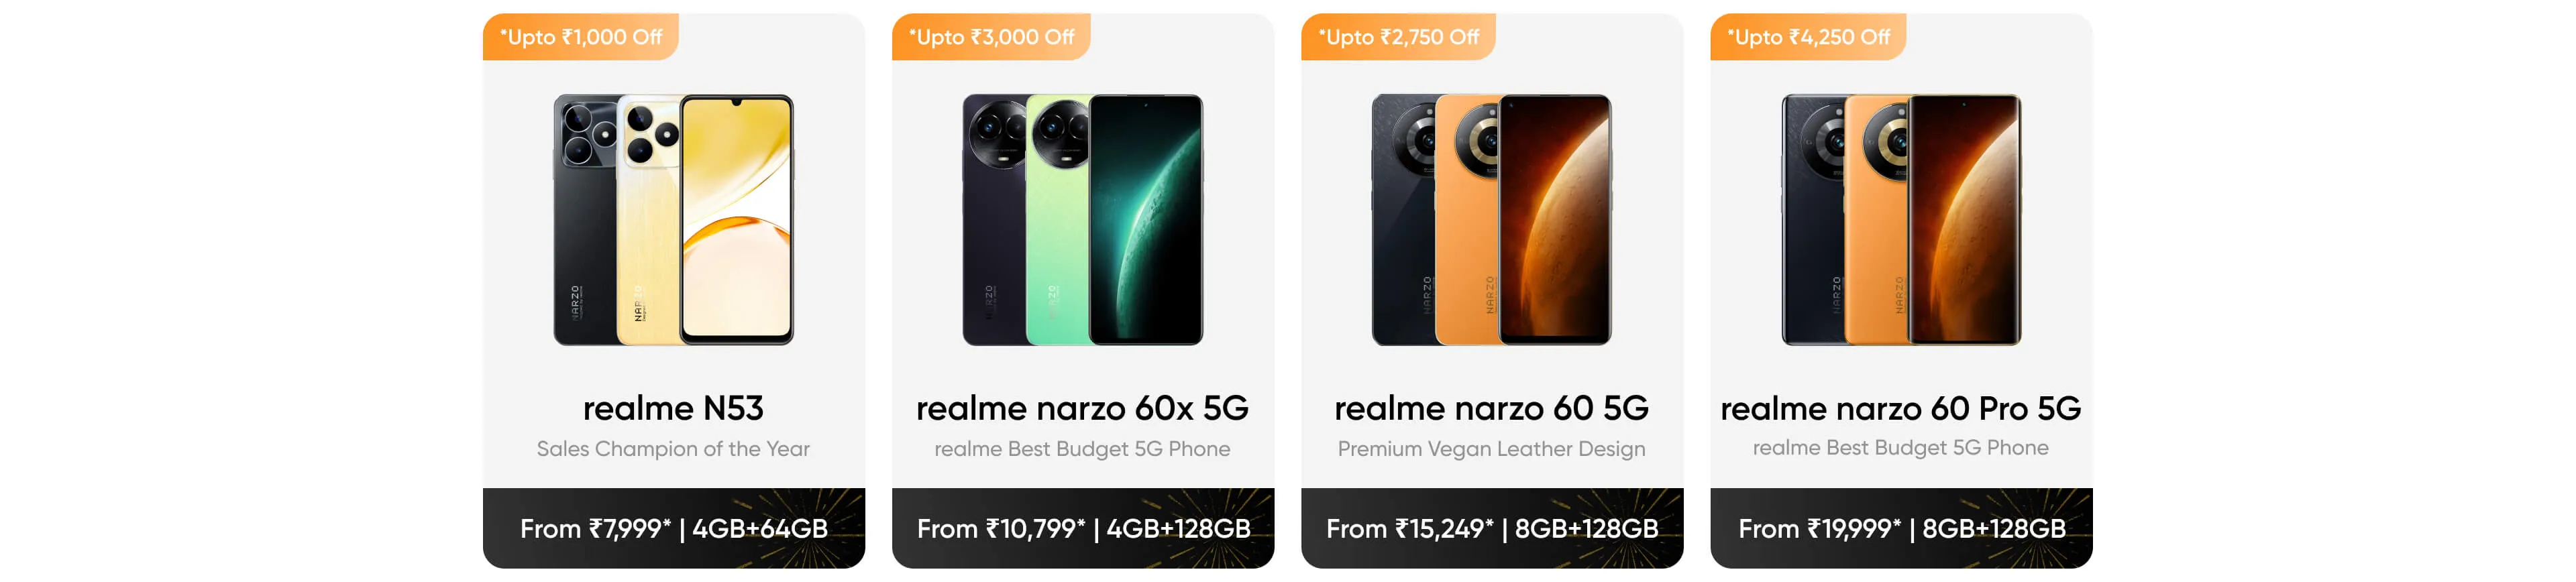 *Upto ₹1,000 Off
NARZO
NARZO
realme N53
Sales Champion of the Year
From ₹7,999* | 4GB+64GB
*Upto ₹3,000 Off
realme narzo 60x 5G
realme Best Budget 5G Phone
From ₹10,799* | 4GB+128GB
*Upto ₹2,750 Off
NARZO
NARZO
realme narzo 60 5G
Premium Vegan Leather Design
From ₹15,249* | 8GB+128GB
*Upto ₹4,250 Off
NARZO
NARZO
realme narzo 60 Pro 5G
realme Best Budget 5G Phone
From ₹19,999* | 8GB+128GB